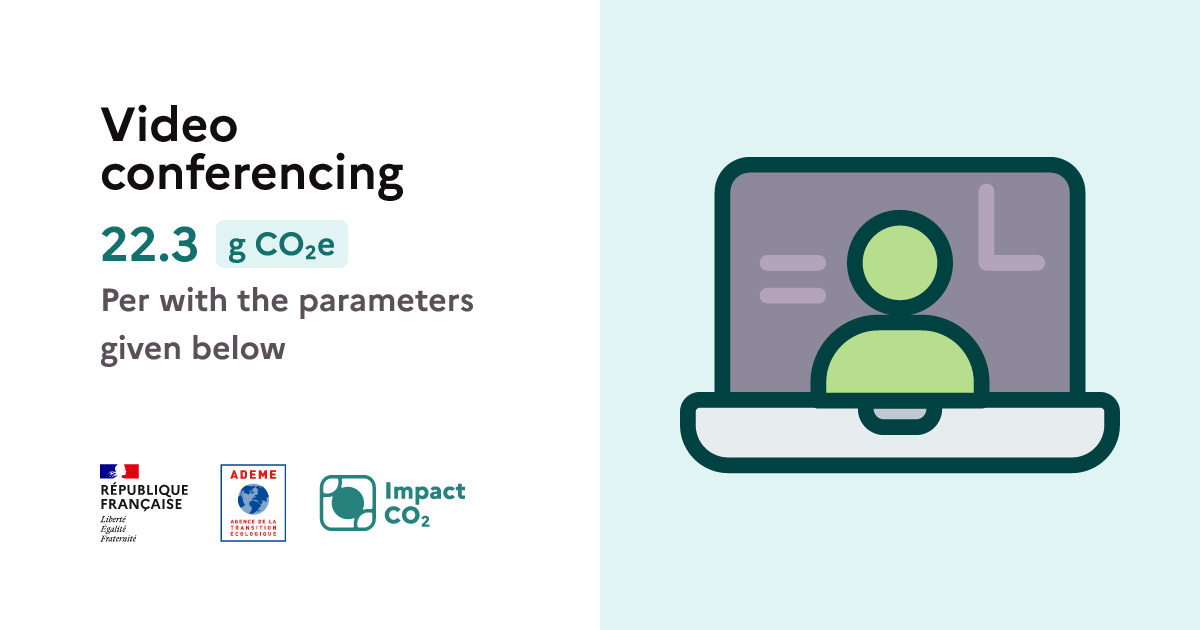 Video
conferencing
22.3 g CO₂e
Per with the parameters
given below
RÉPUBLIQUE
FRANÇAISE
Liberté
Égalité
Fraternité
ADEME
AGENCE DE LA
TRANSITION
ÉCOLOGIQUE
Impact
CO₂